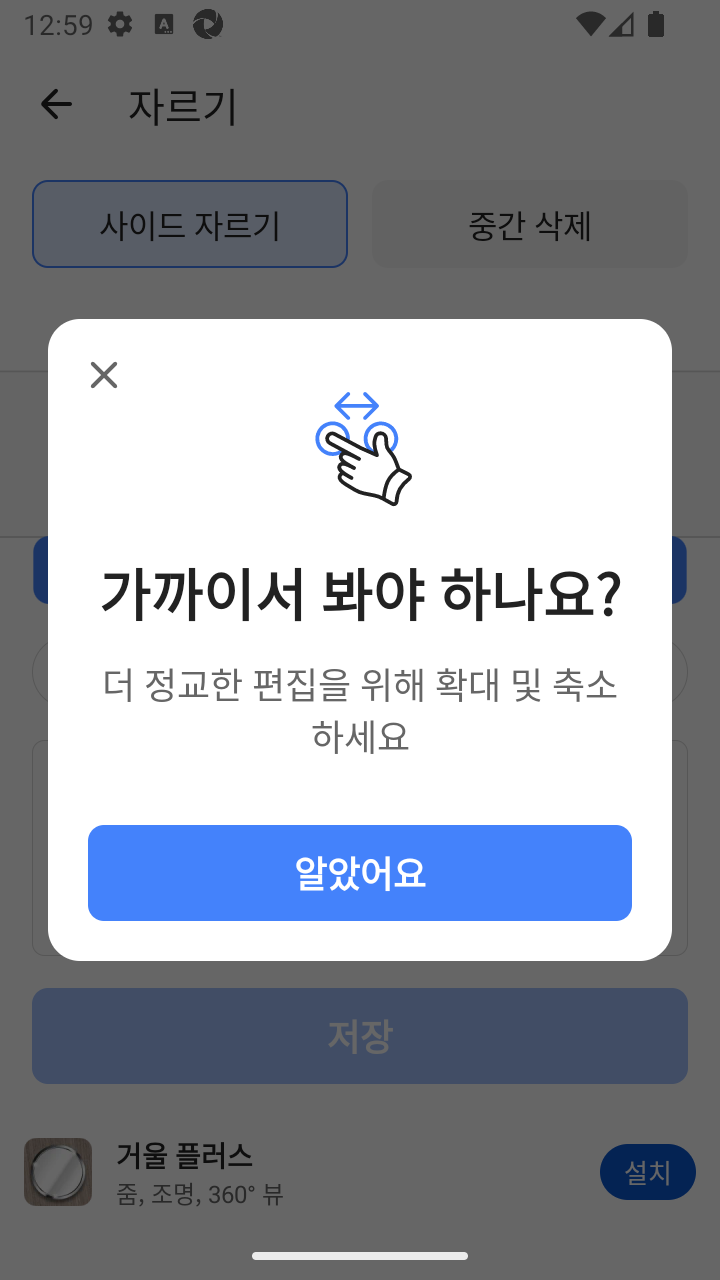 12:59
자르기
사이드 자르기
중간 삭제
가까이서 봐야 하나요?
더 정교한 편집을 위해 확대 및 축소
하세요
알았어요
저장
거울 플러스
줌, 조명, 360° 뷰
설치